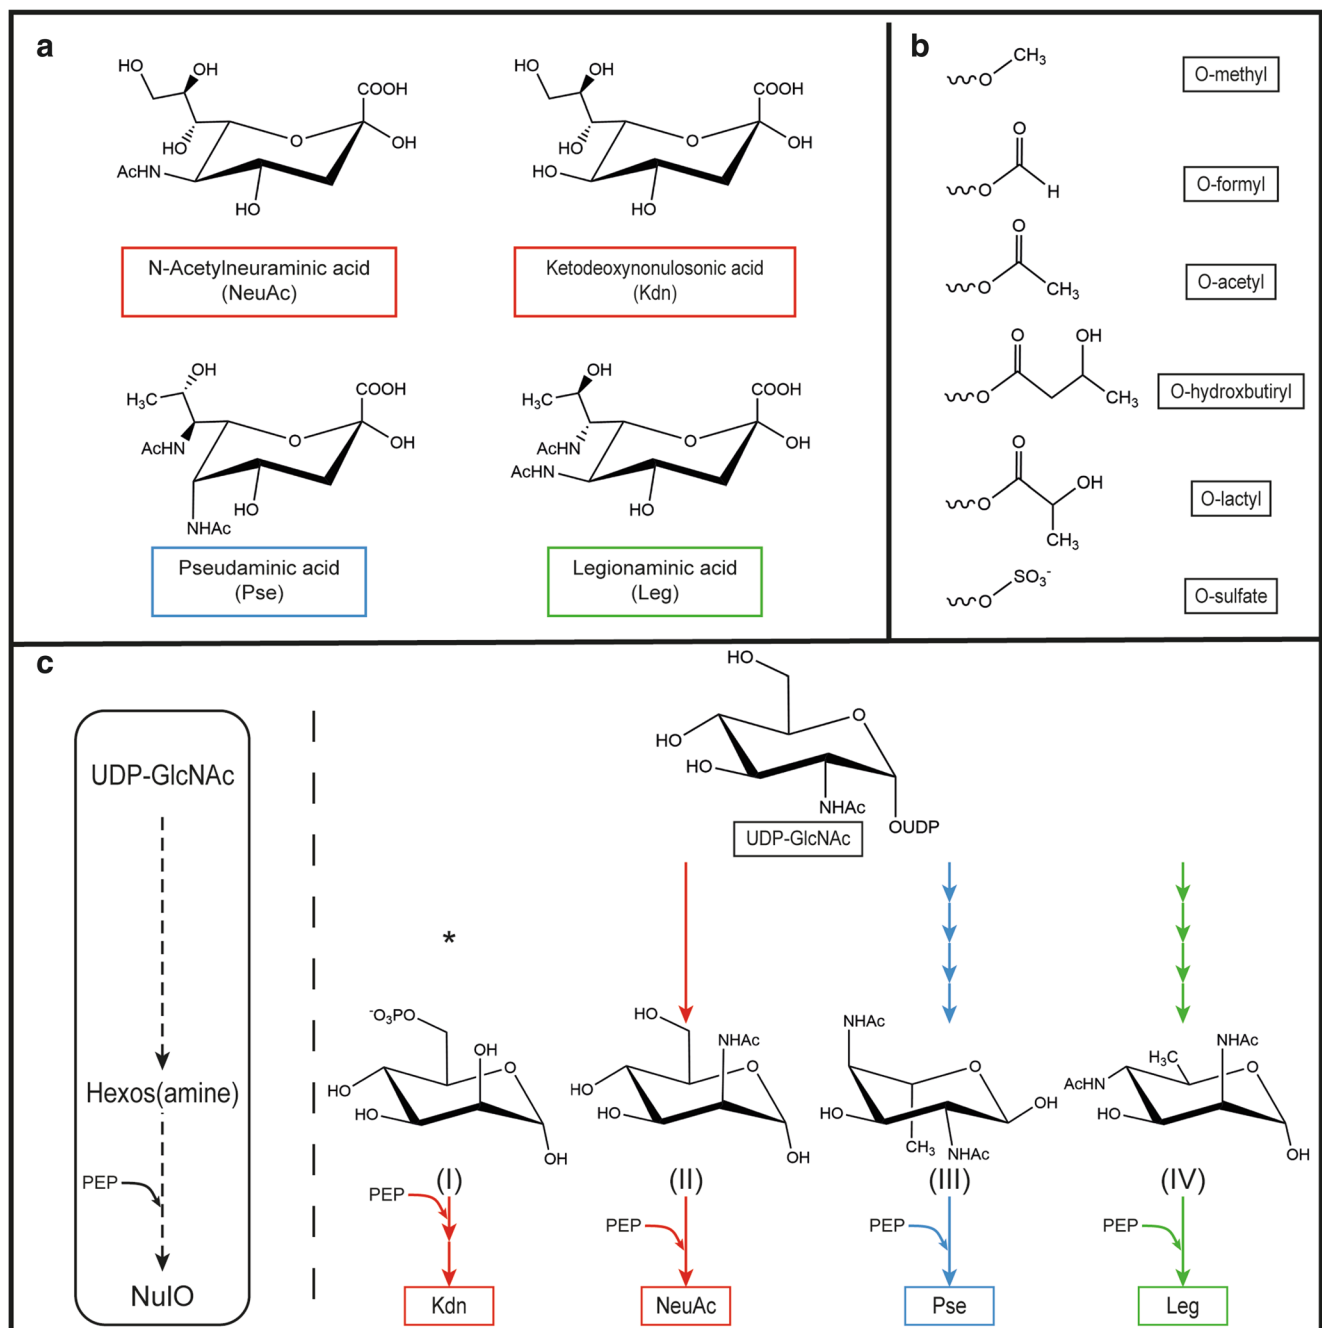 a
HO
OH
COOH
HO
O
OH
AcHN
HO
N-Acetylneuraminic acid
(NeuAc)
HO
OH
COOH
HO
O
OH
HO
HO
Ketodeoxynonulosonic acid
(Kdn)
OH
H3C
COOH
AcHN
O
OH
HO
NHAc
Pseudaminic acid
(Pse)
OH
H3C
COOH
AcHN
O
OH
AcHN
HO
Legionaminic acid
(Leg)
b
O
CH3
O-methyl
O
O
H
O-formyl
O
O
CH3
O-acetyl
O
OH
O
CH3
O-hydroxbutiryl
O
OH
O
CH3
O-lactyl
O
SO3-
O-sulfate
c
UDP-GlcNAc
Hexos(amine)
PEP
NulO
HO
O
HO
HO
NHAc
OUDP
UDP-GlcNAc
*
-O3PO
OH
O
HO
HO
OH
(I)
PEP
Kdn
HO
NHAc
O
HO
HO
OH
(II)
PEP
NeuAc
NHAc
O
HO
OH
CH3
NHAc
(III)
PEP
Pse
NHAc
H3C
O
AcHN
HO
OH
(IV)
PEP
Leg